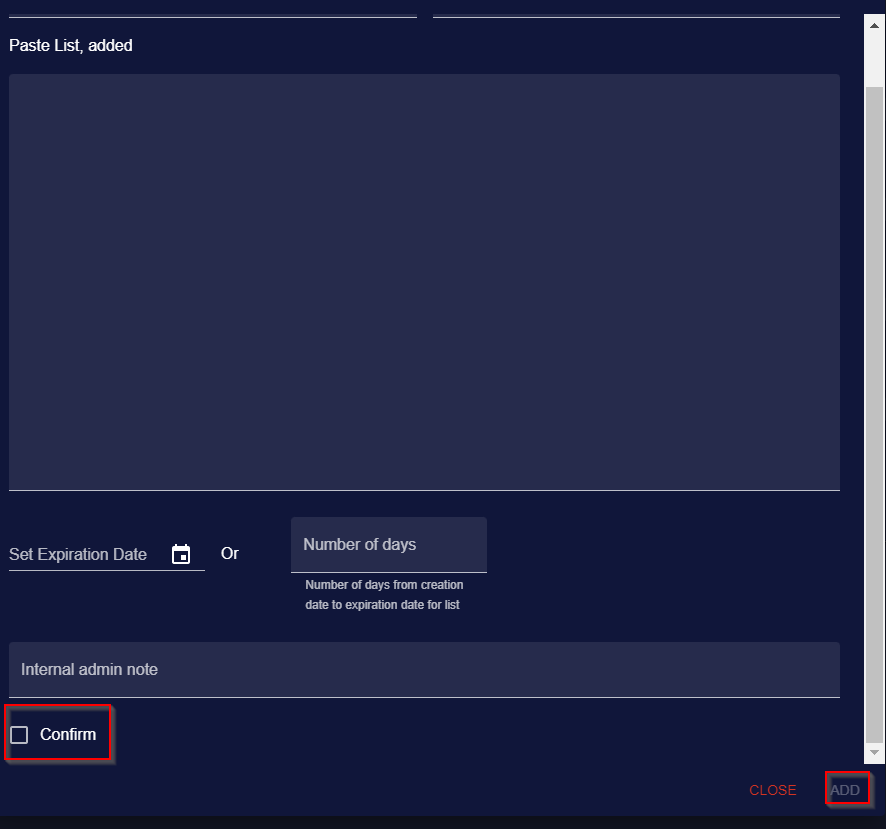 Paste List, added
Set Expiration Date
Or
Number of days
Number of days from creation
date to expiration date for list
Internal admin note
Confirm
CLOSE
ADD